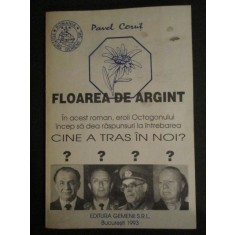 Pavel Coruț
FLOAREA DE ARGINT
În acest roman, eroii Octogonului
încep să dea răspunsuri la întrebarea
CINE A TRAS ÎN NOI?
? ? ? ?
EDITURA GEMENII S.R.L.
București 1993